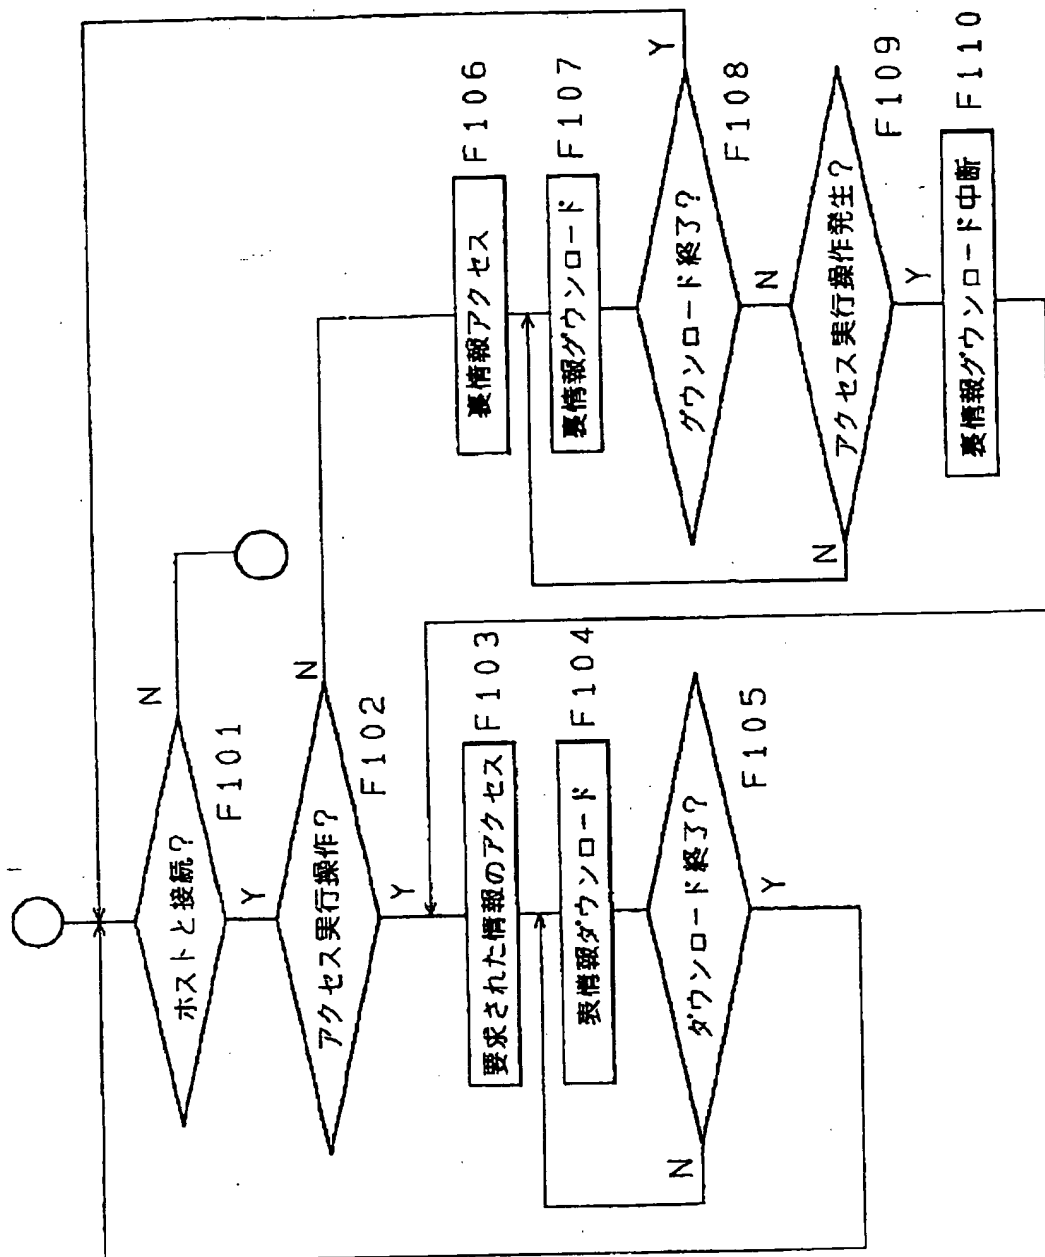 ホストと接続?
N
F101
Y
アクセス実行操作?
N
F102
Y
要求された情報のアクセス
F103
表情報ダウンロード
F104
ダウンロード終了?
F105
N
Y
裏情報アクセス
F106
裏情報グウンロード
F107
グウンロード終了?
Y
F108
N
アクセス実行操作発生?
F109
N
Y
裏情報グウンロード中断
F110